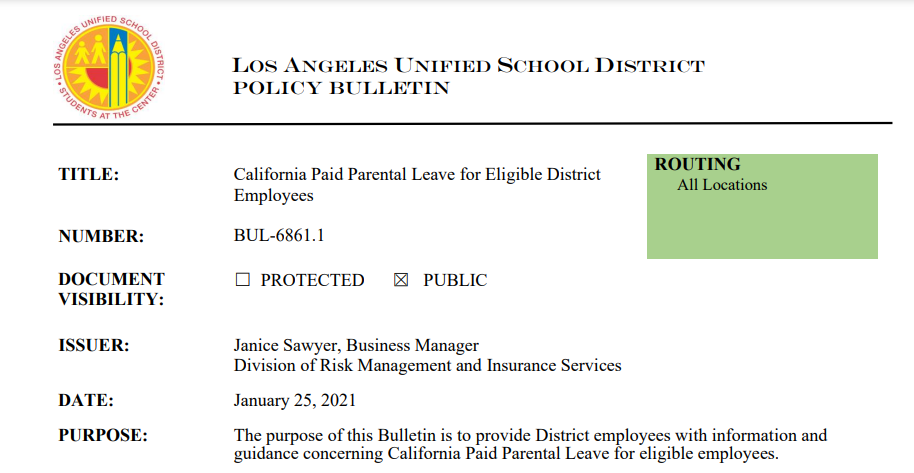 LOS ANGELES UNIFIED SCHOOL DISTRICT
• STUDENTS AT THE CENTER •
LOS ANGELES UNIFIED SCHOOL DISTRICT
POLICY BULLETIN
TITLE: California Paid Parental Leave for Eligible District
Employees
ROUTING
All Locations
NUMBER: BUL-6861.1
DOCUMENT
VISIBILITY: ☐ PROTECTED ☒ PUBLIC
ISSUER: Janice Sawyer, Business Manager
Division of Risk Management and Insurance Services
DATE: January 25, 2021
PURPOSE: The purpose of this Bulletin is to provide District employees with information and
guidance concerning California Paid Parental Leave for eligible employees.